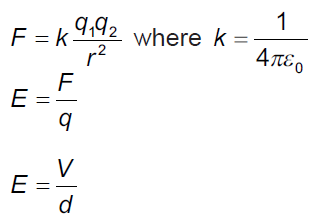 F = k q₁q₂ / r² where k = 1 / 4πε₀
E = F / q
E = V / d